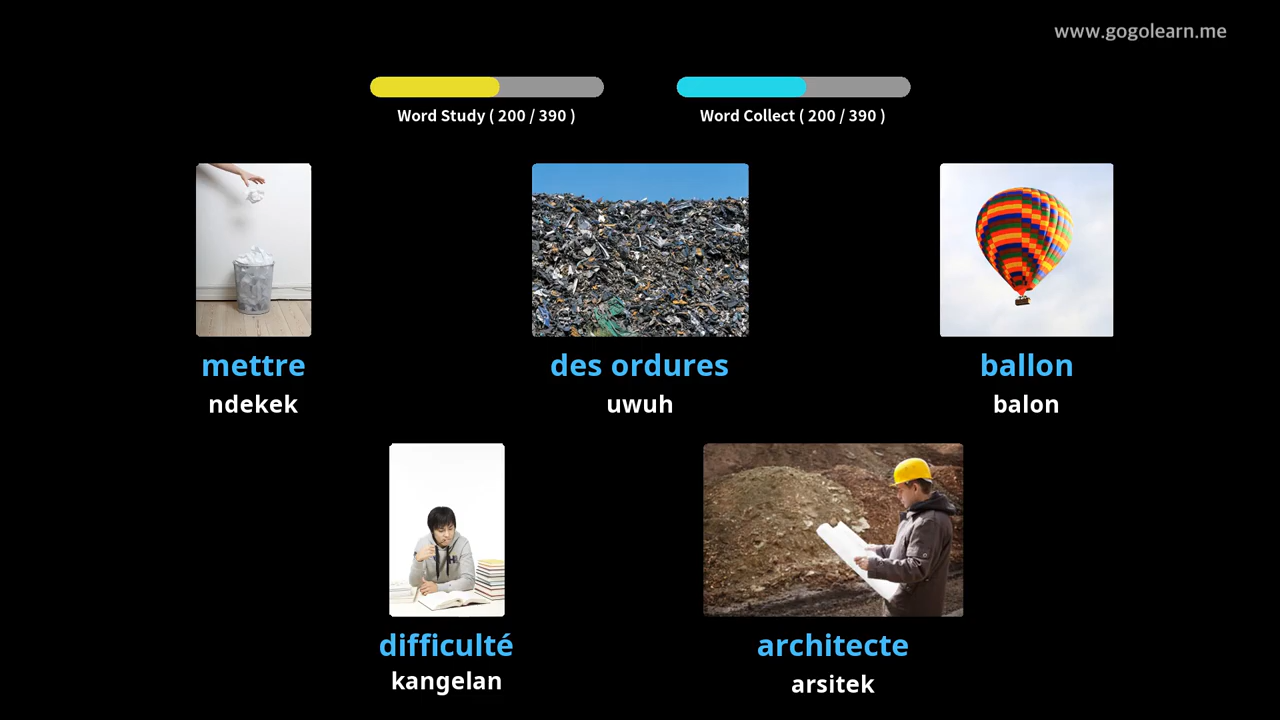 www.gogolearn.me
Word Study ( 200 / 390 )
Word Collect ( 200 / 390 )
mettre
ndekek
des ordures
uwuh
ballon
balon
difficulté
kangelan
architecte
arsitek